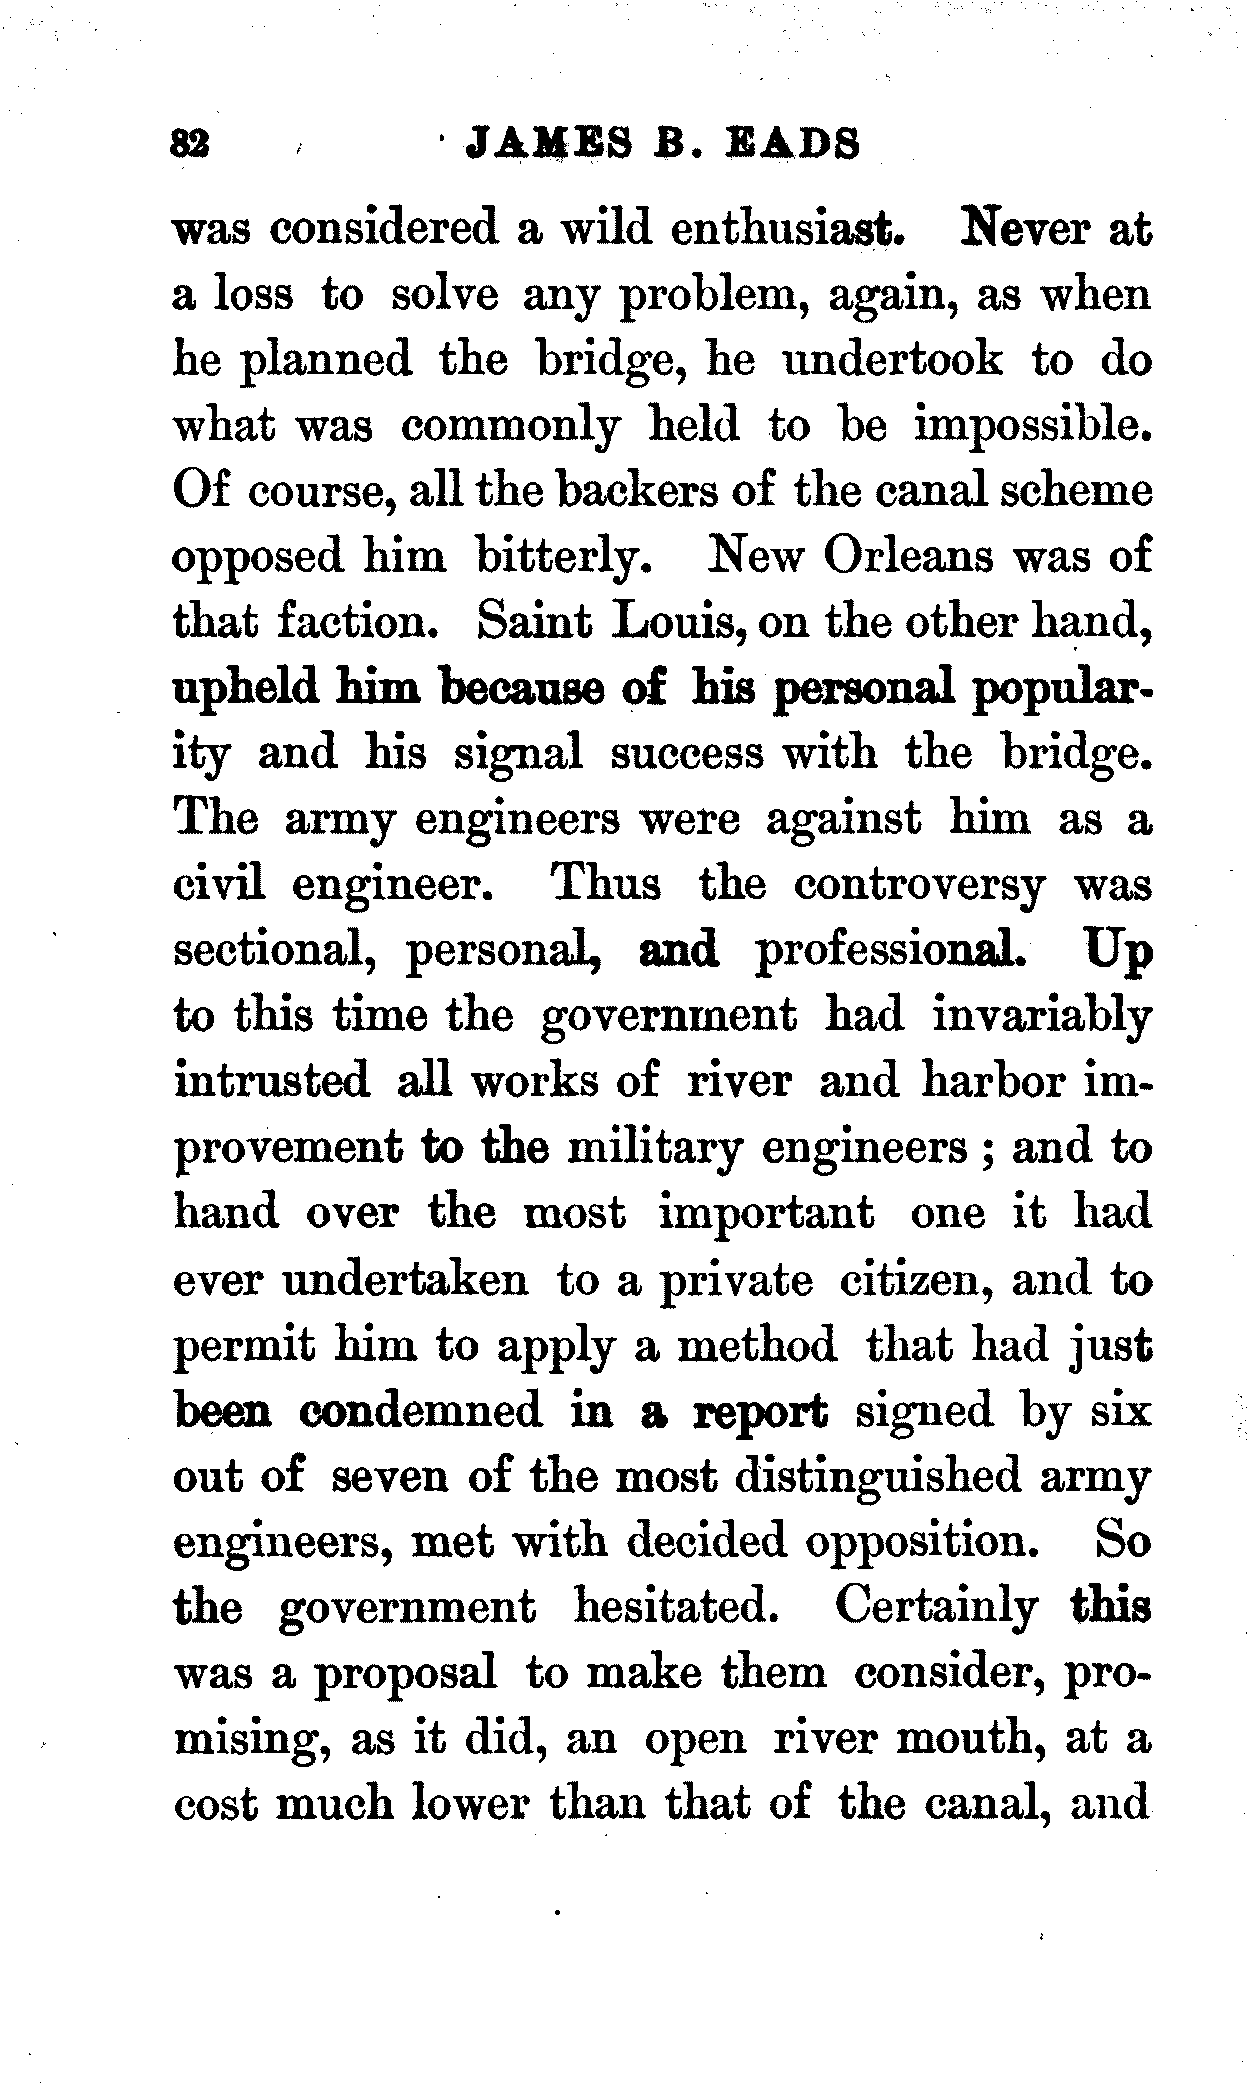 82 JAMES B. EADS
was considered a wild enthusiast. Never at
a loss to solve any problem, again, as when
he planned the bridge, he undertook to do
what was commonly held to be impossible.
Of course, all the backers of the canal scheme
opposed him bitterly. New Orleans was of
that faction. Saint Louis, on the other hand,
upheld him because of his personal popular-
ity and his signal success with the bridge.
The army engineers were against him as a
civil engineer. Thus the controversy was
sectional, personal, and professional. Up
to this time the government had invariably
intrusted all works of river and harbor im-
provement to the military engineers ; and to
hand over the most important one it had
ever undertaken to a private citizen, and to
permit him to apply a method that had just
been condemned in a report signed by six
out of seven of the most distinguished army
engineers, met with decided opposition. So
the government hesitated. Certainly this
was a proposal to make them consider, pro-
mising, as it did, an open river mouth, at a
cost much lower than that of the canal, and